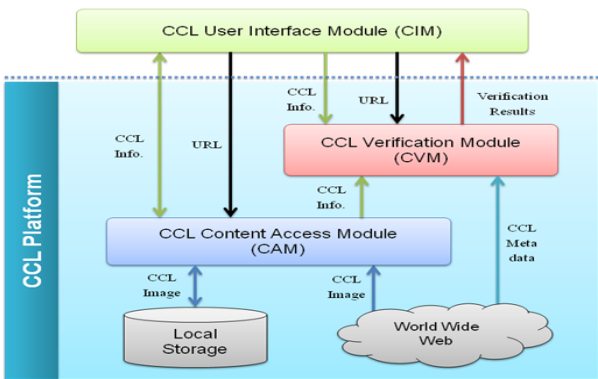 CCL User Interface Module (CIM)
CCL
Info.
URL
CCL
Info.
URL
Verification
Results
CCL Verification Module
(CVM)
CCL
Info.
CCL Content Access Module
(CAM)
CCL
Meta
data
CCL
Image
CCL
Image
Local
Storage
World Wide
Web
CCL Platform